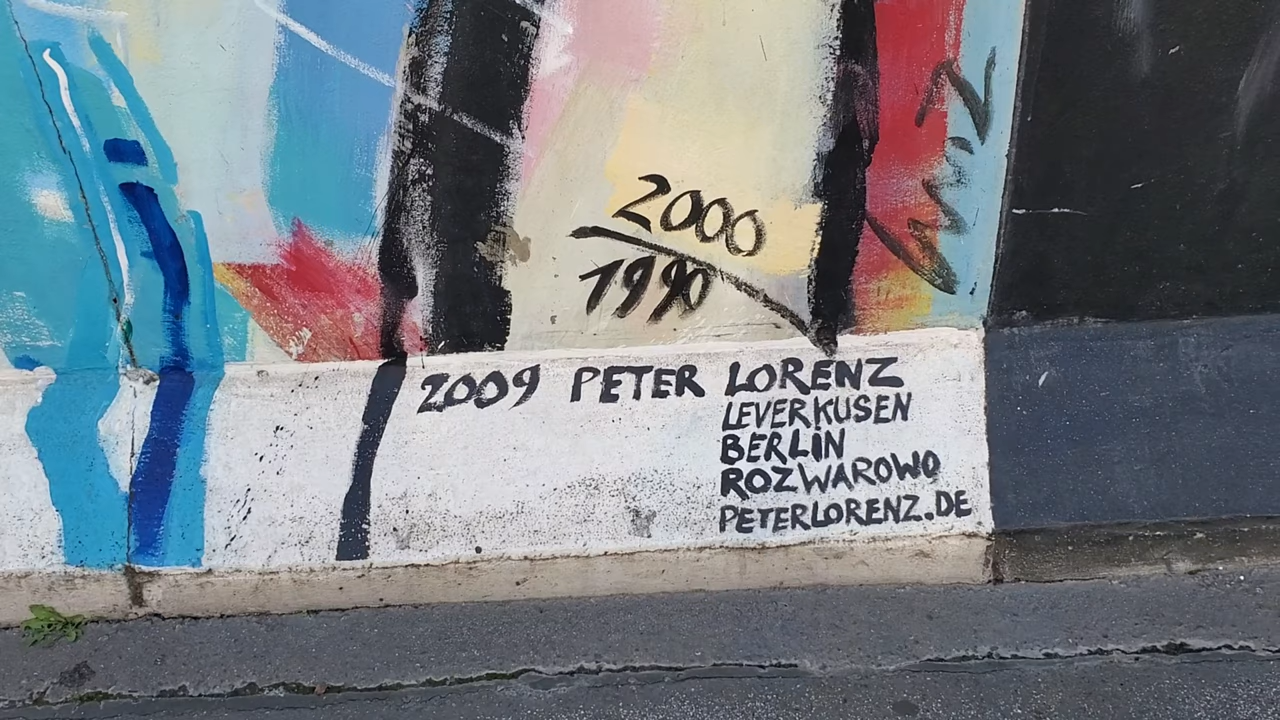 2000
1990
2009 PETER LORENZ
LEVERKUSEN
BERLIN
ROZWAROWO
PETERLORENZ.DE